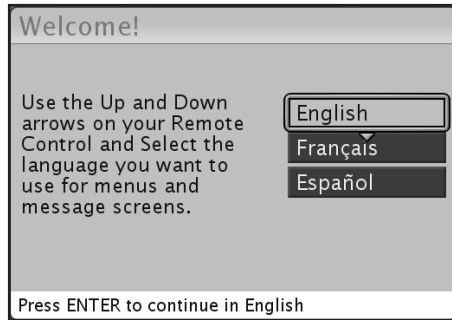 Welcome!
Use the Up and Down
arrows on your Remote
Control and Select the
language you want to
use for menus and
message screens.
English
Français
Español
Press ENTER to continue in English